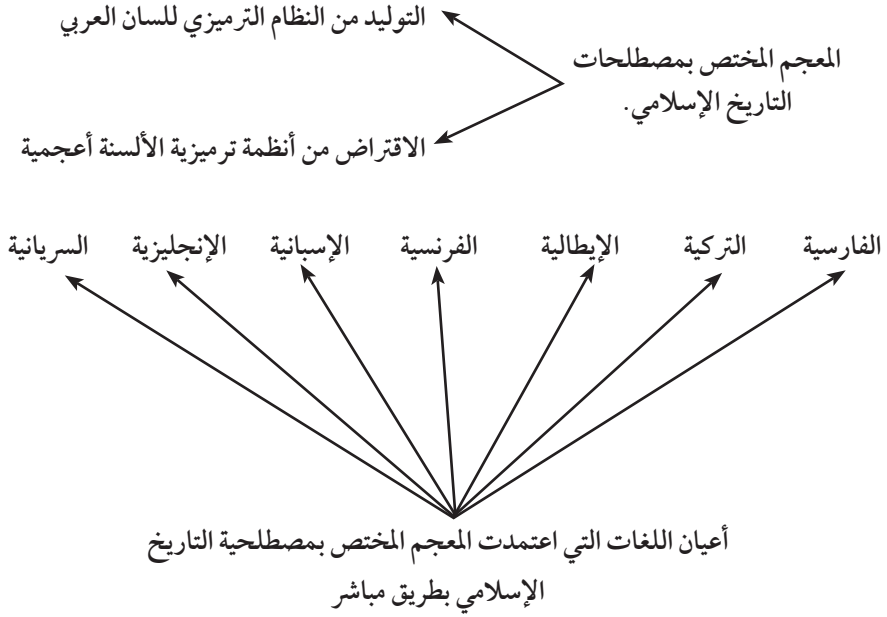 التوليد من النظام الترميزي للسان العربي
المعجم المختص بمصطلحات
التاريخ الإسلامي.
الاقتراض من أنظمة ترميزية الألسنة أعجمية
الفارسية التركية الإيطالية الفرنسية الإسبانية الإنجليزية السريانية
أعيان اللغات التي اعتمدت المعجم المختص بمصطلحية التاريخ
الإسلامي بطريق مباشر